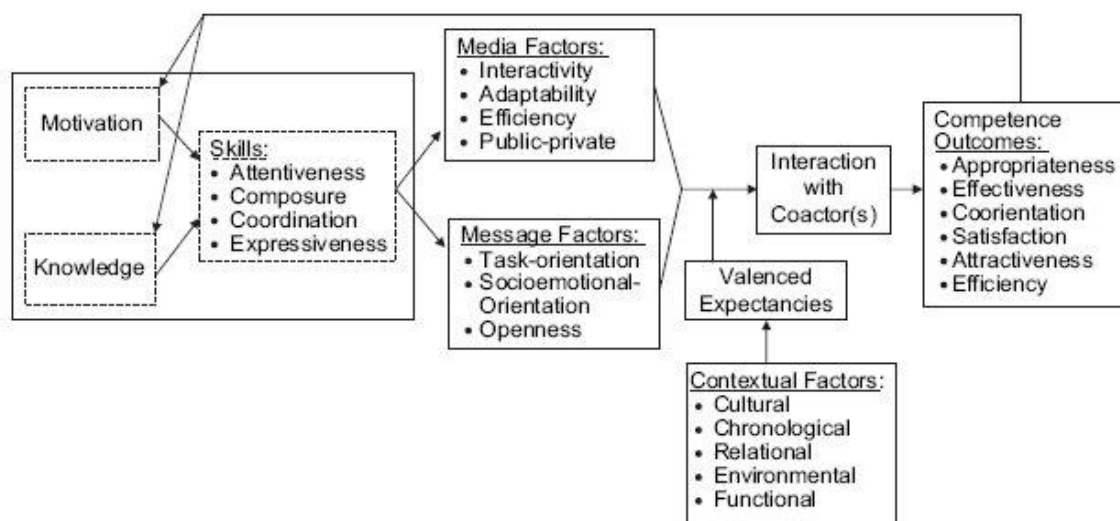 Motivation
Knowledge
Skills:
• Attentiveness
• Composure
• Coordination
• Expressiveness
Media Factors:
• Interactivity
• Adaptability
• Efficiency
• Public-private
Message Factors:
• Task-orientation
• Socioemotional-
Orientation
• Openness
Interaction
with
Coactor(s)
Valenced
Expectancies
Contextual Factors:
• Cultural
• Chronological
• Relational
• Environmental
• Functional
Competence
Outcomes:
• Appropriateness
• Effectiveness
• Coorientation
• Satisfaction
• Attractiveness
• Efficiency